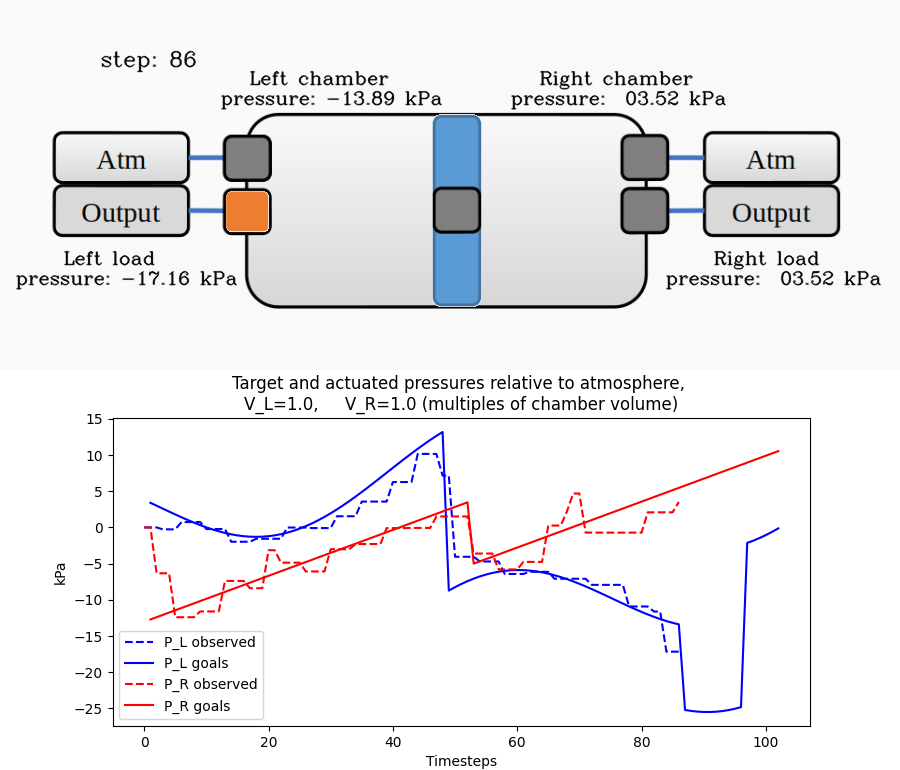 step: 86
Left chamber
pressure: −13.89 kPa
Right chamber
pressure: 03.52 kPa
Atm
Output
Atm
Output
Left load
pressure: −17.16 kPa
Right load
pressure: 03.52 kPa
Target and actuated pressures relative to atmosphere,
V_L=1.0, V_R=1.0 (multiples of chamber volume)
15
10
5
0
−5
−10
−15
−20
−25
kPa
P_L observed
P_L goals
P_R observed
P_R goals
0 20 40 60 80 100
Timesteps